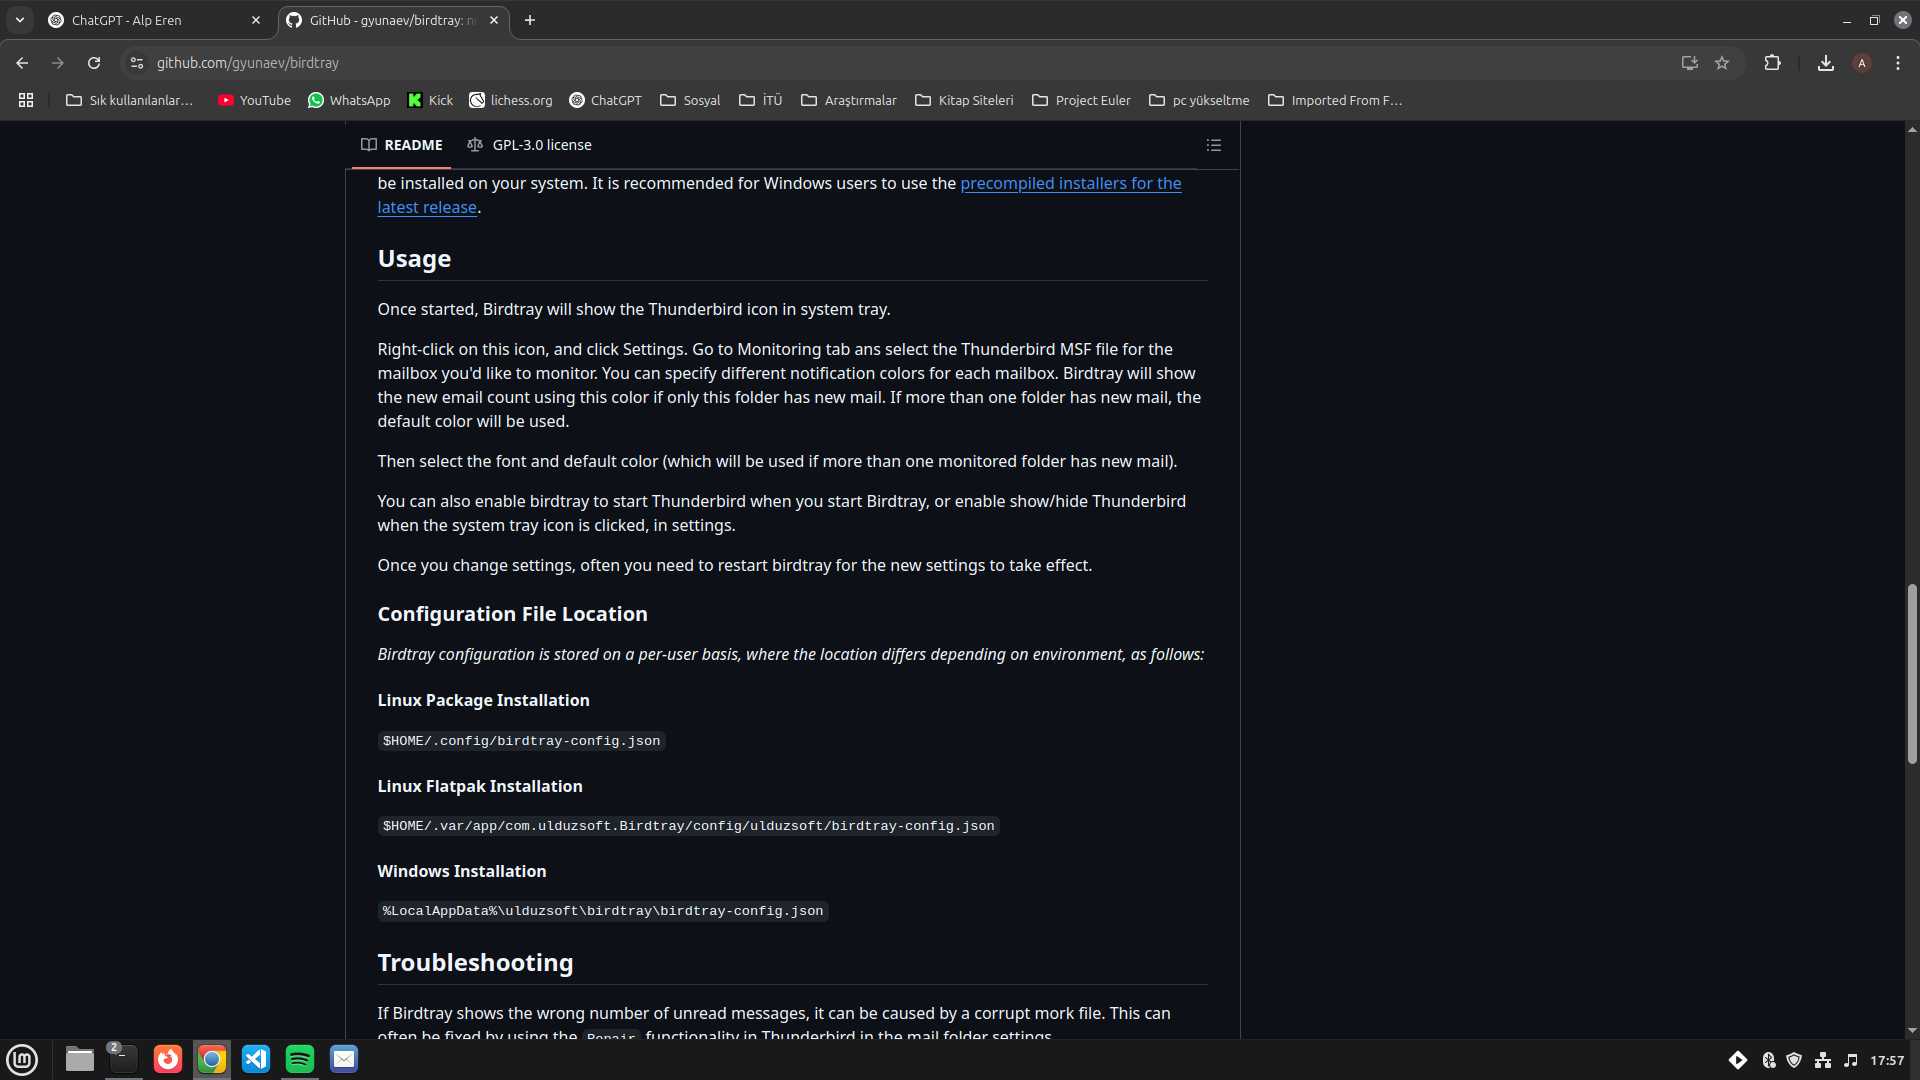 ChatGPT - Alp Eren
GitHub - gyunaev/birdtray:
github.com/gyunaev/birdtray
A
Sık kullanılanlar…
YouTube
WhatsApp
Kick
lichess.org
ChatGPT
Sosyal
İTÜ
Araştırmalar
Kitap Siteleri
Project Euler
pc yükseltme
Imported From F…
README
GPL-3.0 license
be installed on your system. It is recommended for Windows users to use the precompiled installers for the
latest release.
Usage
Once started, Birdtray will show the Thunderbird icon in system tray.
Right-click on this icon, and click Settings. Go to Monitoring tab ans select the Thunderbird MSF file for the
mailbox you'd like to monitor. You can specify different notification colors for each mailbox. Birdtray will show
the new email count using this color if only this folder has new mail. If more than one folder has new mail, the
default color will be used.
Then select the font and default color (which will be used if more than one monitored folder has new mail).
You can also enable birdtray to start Thunderbird when you start Birdtray, or enable show/hide Thunderbird
when the system tray icon is clicked, in settings.
Once you change settings, often you need to restart birdtray for the new settings to take effect.
Configuration File Location
Birdtray configuration is stored on a per-user basis, where the location differs depending on environment, as follows:
Linux Package Installation
$HOME/.config/birdtray-config.json
Linux Flatpak Installation
$HOME/.var/app/com.ulduzsoft.Birdtray/config/ulduzsoft/birdtray-config.json
Windows Installation
%LocalAppData%\ulduzsoft\birdtray\birdtray-config.json
Troubleshooting
If Birdtray shows the wrong number of unread messages, it can be caused by a corrupt mork file. This can
often be fixed by using the Repair functionality in Thunderbird in the mail folder settings.
2
17:57